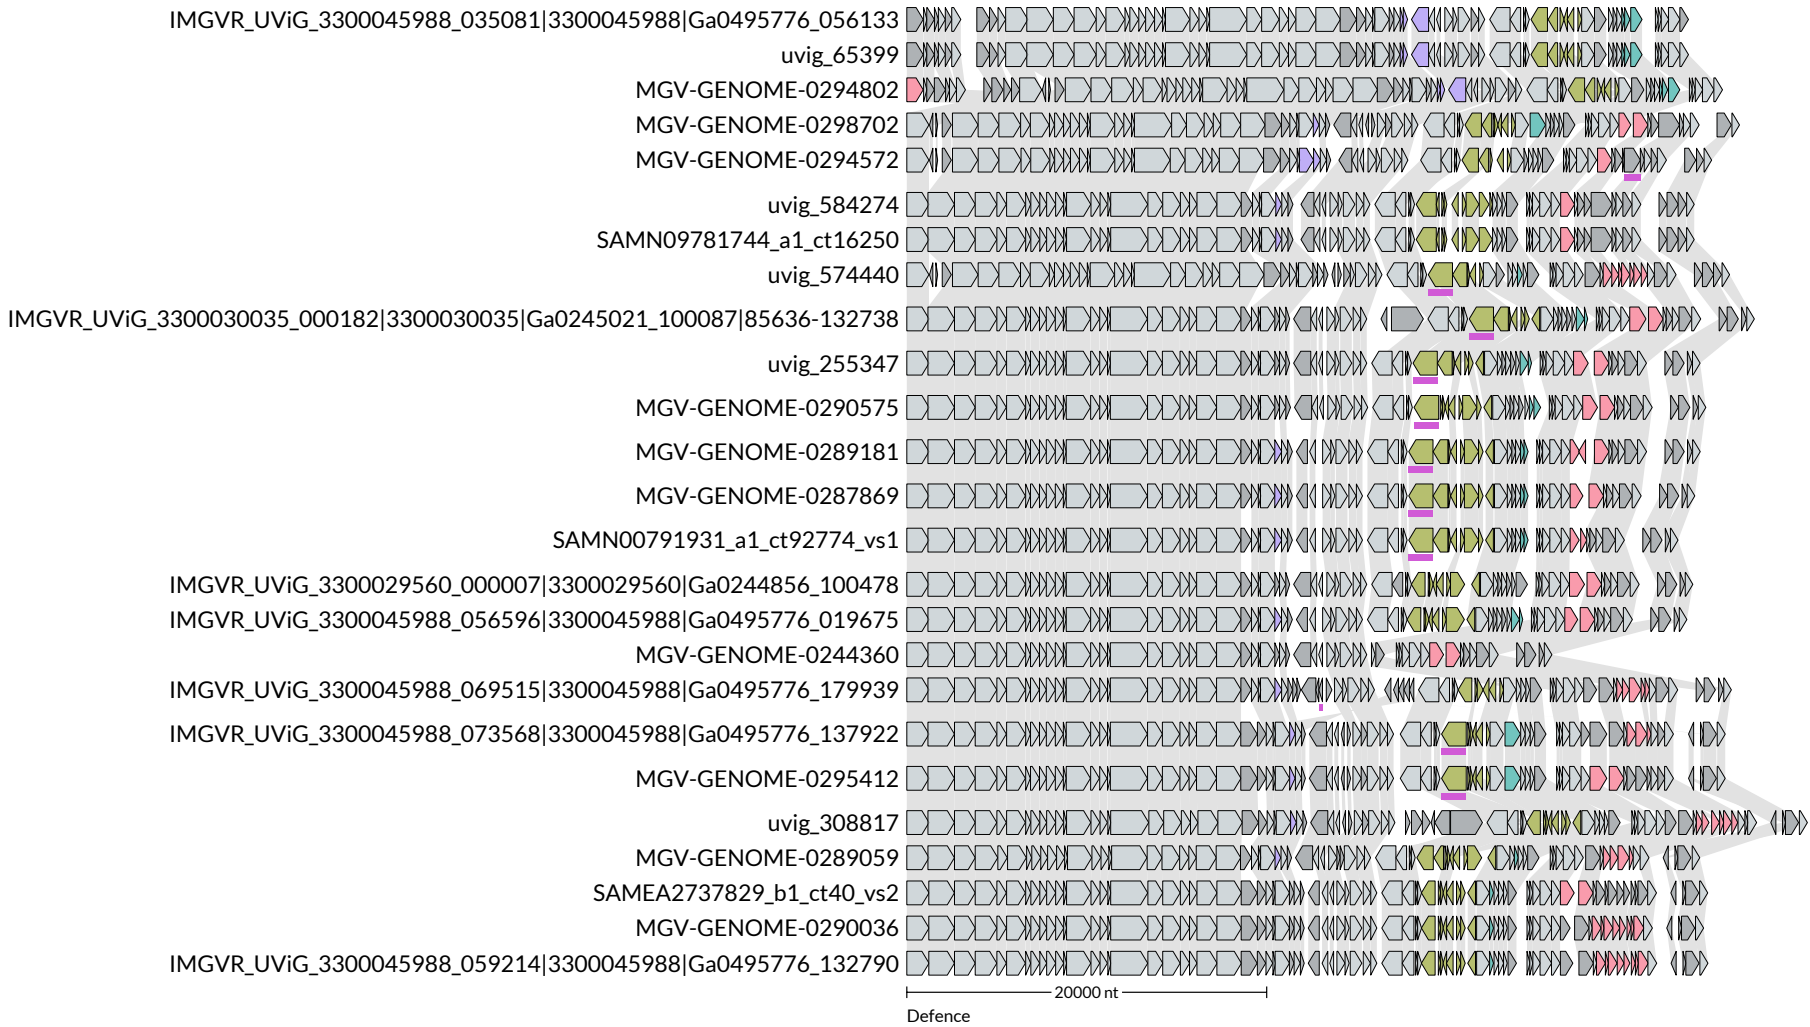 IMGVR_UViG_3300045988_035081|3300045988|Ga0495776_056133
uvig_65399
MGV-GENOME-0294802
MGV-GENOME-0298702
MGV-GENOME-0294572
uvig_584274
SAMN09781744_a1_ct16250
uvig_574440
IMGVR_UViG_3300030035_000182|3300030035|Ga0245021_100087|85636-132738
uvig_255347
MGV-GENOME-0290575
MGV-GENOME-0289181
MGV-GENOME-0287869
SAMN00791931_a1_ct92774_vs1
IMGVR_UViG_3300029560_000007|3300029560|Ga0244856_100478
IMGVR_UViG_3300045988_056596|3300045988|Ga0495776_019675
MGV-GENOME-0244360
IMGVR_UViG_3300045988_069515|3300045988|Ga0495776_179939
IMGVR_UViG_3300045988_073568|3300045988|Ga0495776_137922
MGV-GENOME-0295412
uvig_308817
MGV-GENOME-0289059
SAMEA2737829_b1_ct40_vs2
MGV-GENOME-0290036
IMGVR_UViG_3300045988_059214|3300045988|Ga0495776_132790
20000 nt
Defence